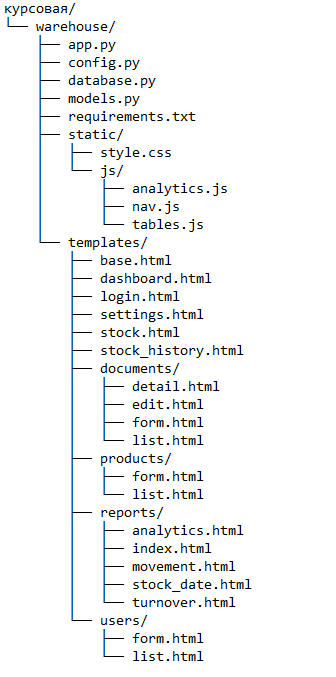 курсовая/
└── warehouse/
    ├── app.py
    ├── config.py
    ├── database.py
    ├── models.py
    ├── requirements.txt
    ├── static/
    │   ├── style.css
    │   └── js/
    │       ├── analytics.js
    │       ├── nav.js
    │       └── tables.js
    └── templates/
        ├── base.html
        ├── dashboard.html
        ├── login.html
        ├── settings.html
        ├── stock.html
        ├── stock_history.html
        ├── documents/
        │   ├── detail.html
        │   ├── edit.html
        │   ├── form.html
        │   └── list.html
        ├── products/
        │   ├── form.html
        │   └── list.html
        ├── reports/
        │   ├── analytics.html
        │   ├── index.html
        │   ├── movement.html
        │   ├── stock_date.html
        │   └── turnover.html
        └── users/
            ├── form.html
            └── list.html